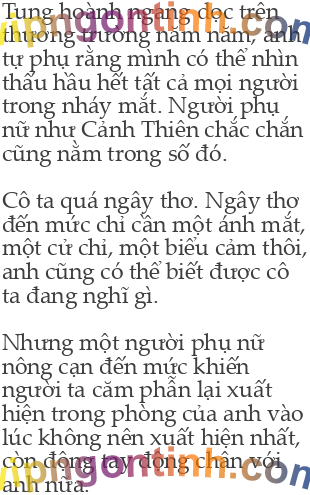 Tung hoành ngang dọc trên
thương trường năm năm, anh
tự phụ rằng mình có thể nhìn
thấu hầu hết tất cả mọi người
trong nháy mắt. Người phụ
nữ như Cảnh Thiên chắc chắn
cũng nằm trong số đó.
Cô ta quá ngây thơ. Ngây thơ
đến mức chỉ cần một ánh mắt,
một cử chỉ, một biểu cảm thôi,
anh cũng có thể biết được cô
ta đang nghĩ gì.
Nhưng một người phụ nữ
nông cạn đến mức khiến
người ta căm phẫn lại xuất
hiện trong phòng của anh vào
lúc không nên xuất hiện nhất,
còn động tay động chân với
anh nữa.